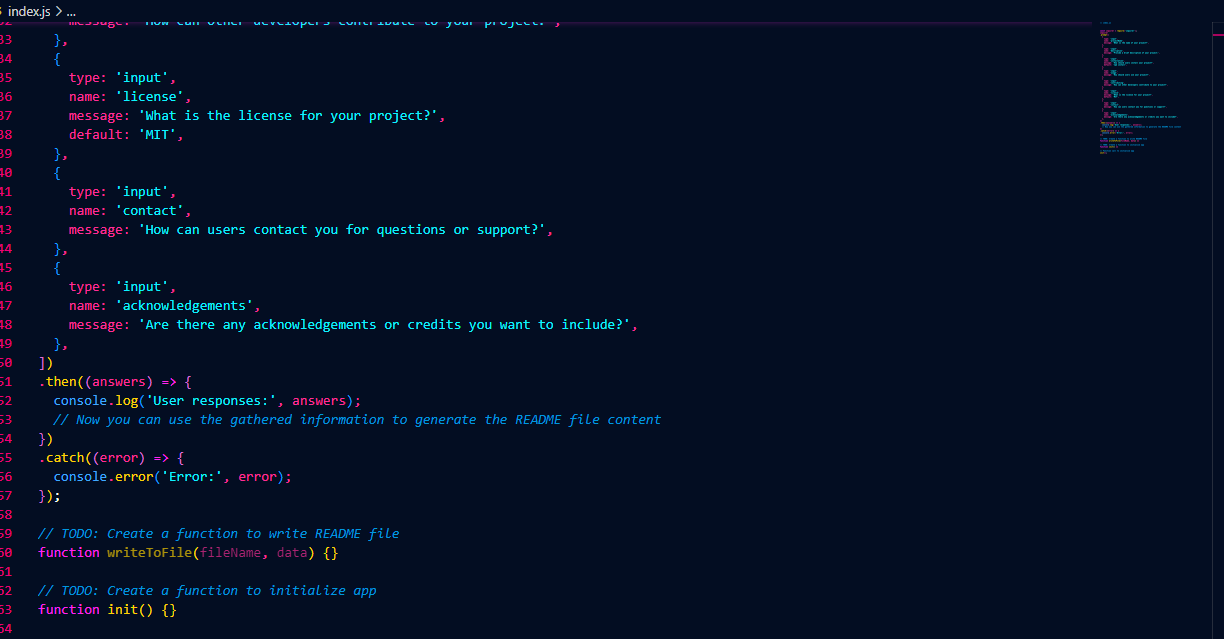 index.js > ...
message: 'How can other developers contribute to your project?',
33 },
34 {
35 type: 'input',
36 name: 'license',
37 message: 'What is the license for your project?',
38 default: 'MIT',
39 },
40 {
41 type: 'input',
42 name: 'contact',
43 message: 'How can users contact you for questions or support?',
44 },
45 {
46 type: 'input',
47 name: 'acknowledgements',
48 message: 'Are there any acknowledgements or credits you want to include?',
49 },
50 ])
51 .then((answers) => {
52 console.log('User responses:', answers);
53 // Now you can use the gathered information to generate the README file content
54 })
55 .catch((error) => {
56 console.error('Error:', error);
57 });
58
59 // TODO: Create a function to write README file
60 function writeToFile(fileName, data) {}
61
62 // TODO: Create a function to initialize app
63 function init() {}
64